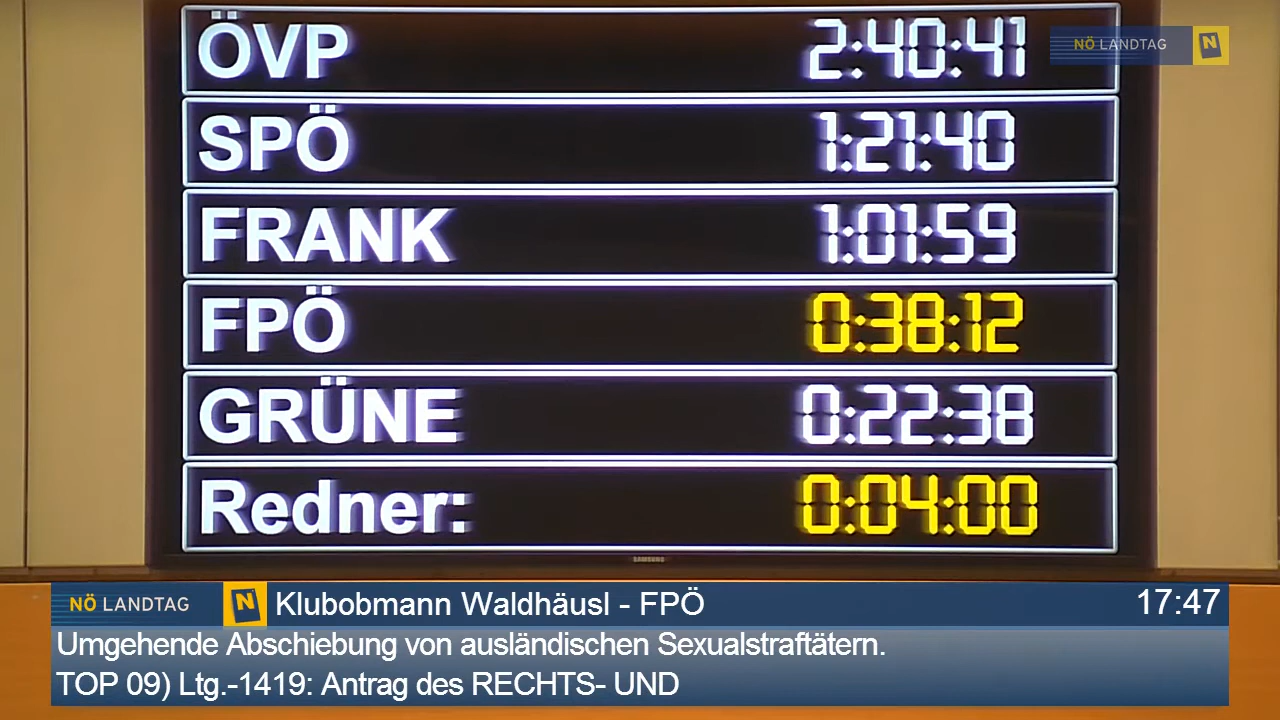 ÖVP 2:40:41
NÖ LANDTAG N
SPÖ 1:21:40
FRANK 1:01:59
FPÖ 0:38:12
GRÜNE 0:22:38
Redner: 0:04:00
SAMSUNG
NÖ LANDTAG N Klubobmann Waldhäusl - FPÖ 17:47
Umgehende Abschiebung von ausländischen Sexualstraftätern.
TOP 09) Ltg.-1419: Antrag des RECHTS- UND